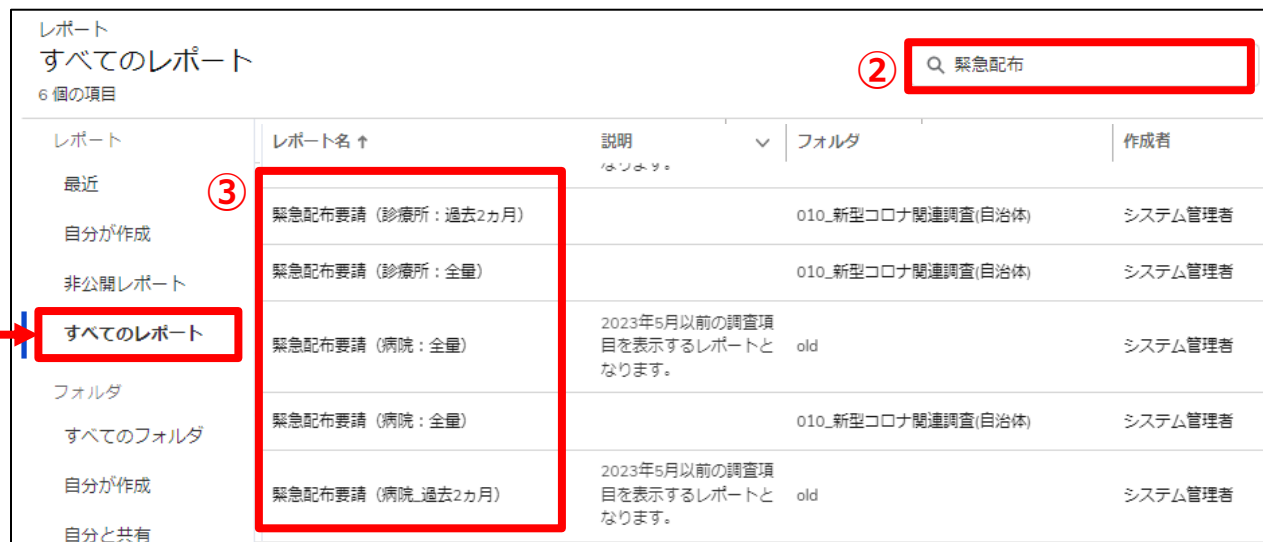 レポート
すべてのレポート
6 個の項目
② 緊急配布
レポート レポート名 ↑ 説明 フォルダ 作成者
なります。
最近
③
緊急配布要請（診療所：過去2ヵ月） 010_新型コロナ関連調査(自治体) システム管理者
自分が作成
緊急配布要請（診療所：全量） 010_新型コロナ関連調査(自治体) システム管理者
非公開レポート
すべてのレポート
2023年5月以前の調査項
緊急配布要請（病院：全量） 目を表示するレポートと old システム管理者
なります。
フォルダ
緊急配布要請（病院：全量） 010_新型コロナ関連調査(自治体) システム管理者
すべてのフォルダ
2023年5月以前の調査項
自分が作成
緊急配布要請（病院_過去2ヵ月） 目を表示するレポートと old システム管理者
なります。
自分と共有